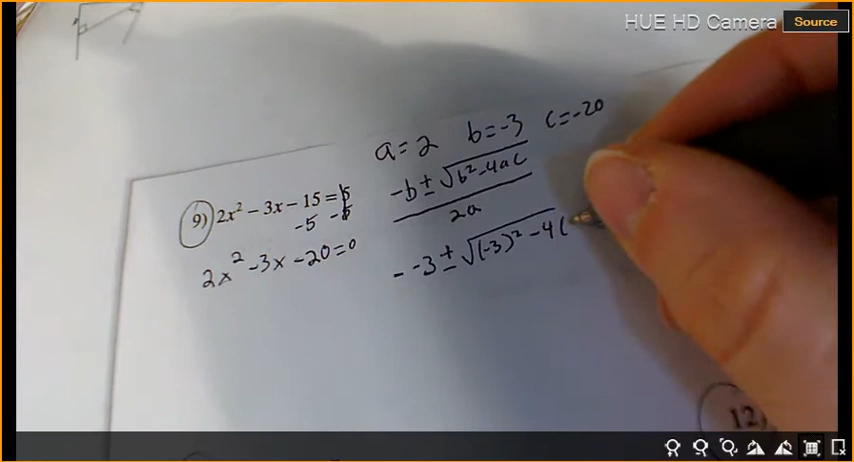 HUE HD Camera Source
a = 2 b = -3 c = -20
-b ± √b² - 4ac
2a
9) 2x² - 3x - 15 = 5
-5 -5
2x² - 3x - 20 = 0
- -3 ± √(-3)² - 4(
12)